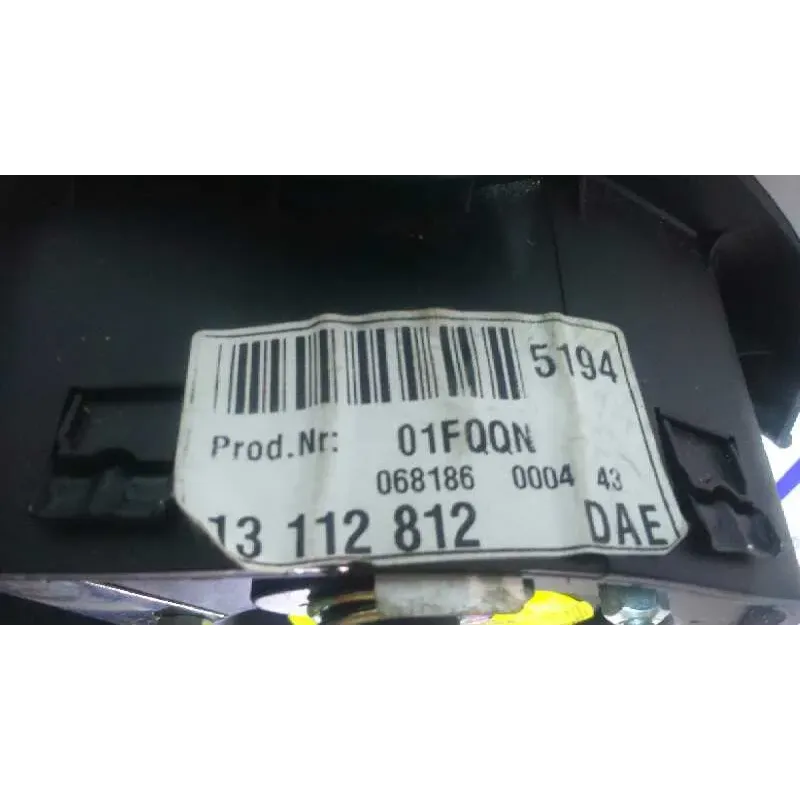 5194
Prod.Nr: 01FQQN
068186 0004 43
13 112 812 DAE